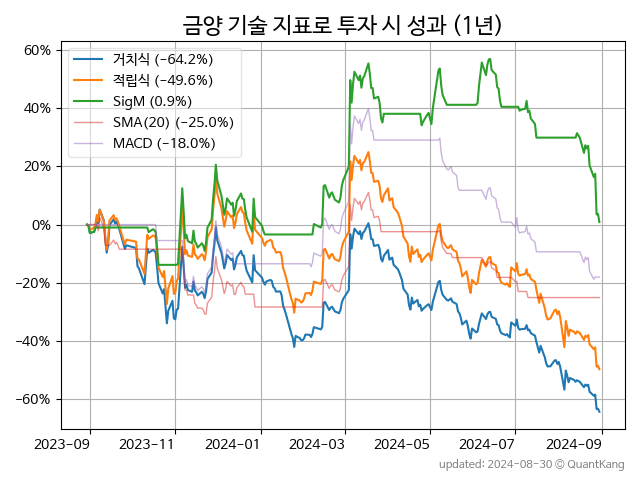 금양 기술 지표로 투자 시 성과 (1년)
60%
40%
20%
0%
−20%
−40%
−60%
거치식 (−64.2%)
적립식 (−49.6%)
SigM (0.9%)
SMA(20) (−25.0%)
MACD (−18.0%)
2023-09 2023-11 2024-01 2024-03 2024-05 2024-07 2024-09
updated: 2024-08-30 © QuantKang